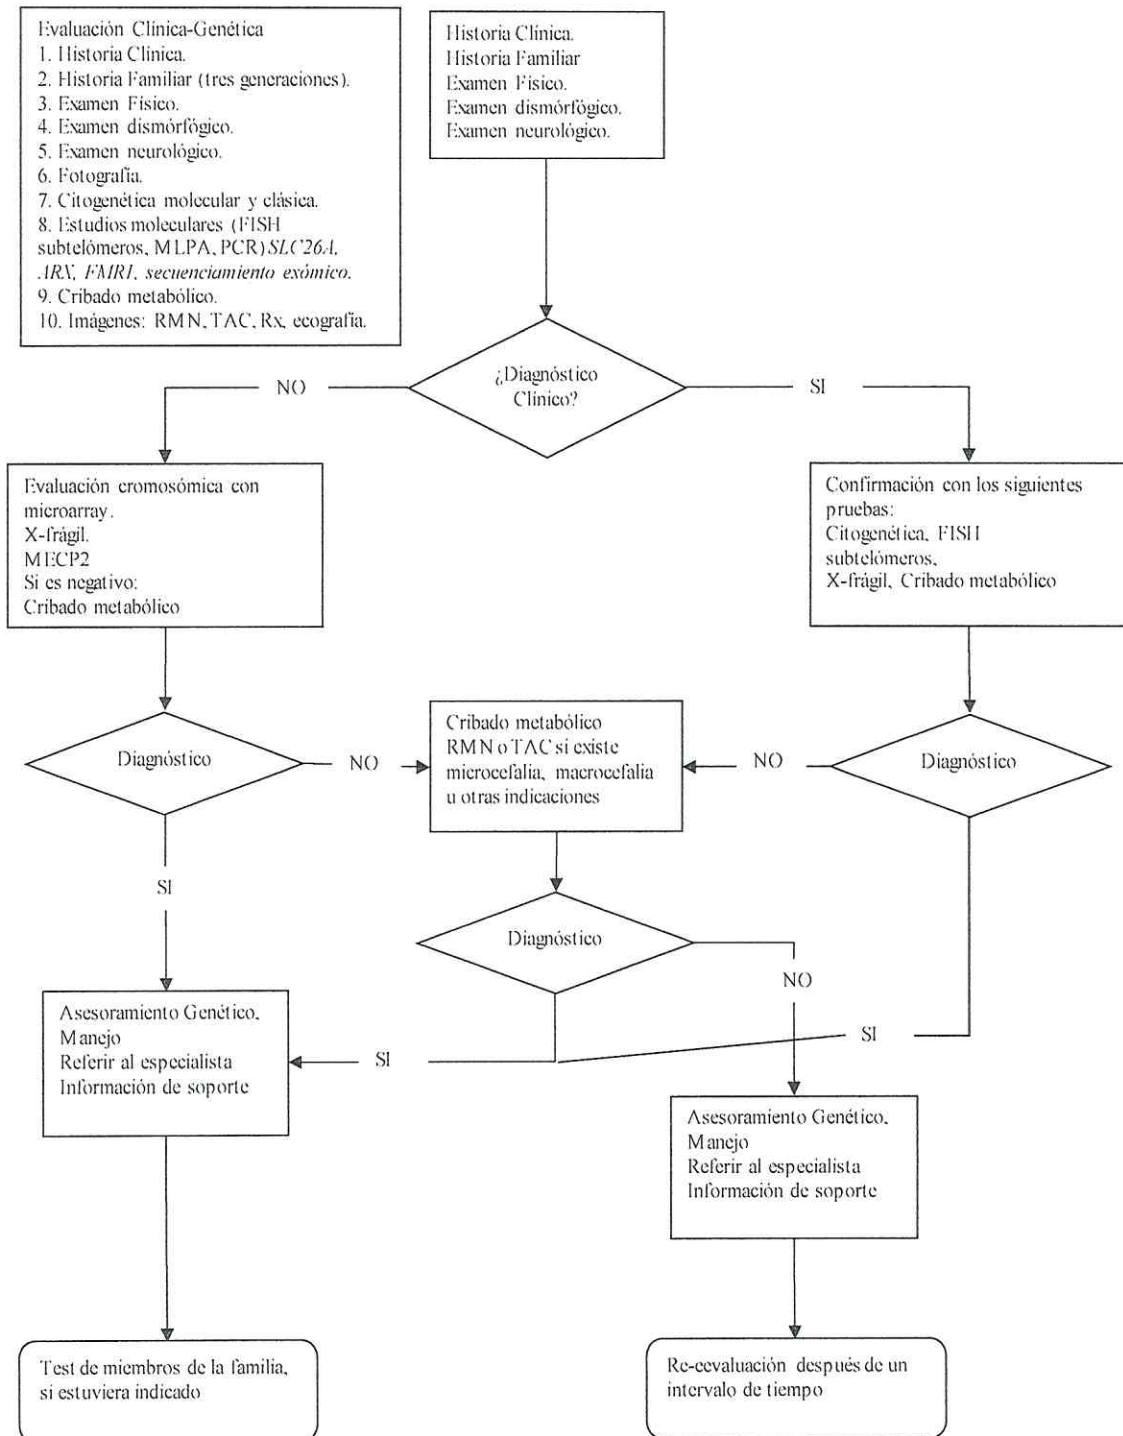 Evaluación Clínica-Genética
1. Historia Clínica.
2. Historia Familiar (tres generaciones).
3. Examen Físico.
4. Examen dismórfógico.
5. Examen neurológico.
6. Fotografía.
7. Citogenética molecular y clásica.
8. Estudios moleculares (FISH
subtelómeros, MLPA, PCR) SLC26A,
ARX, FMR1, secuenciamiento exómico.
9. Cribado metabólico.
10. Imágenes: RMN, TAC, Rx, ecografía.
Historia Clínica.
Historia Familiar
Examen Físico.
Examen dismórfógico.
Examen neurológico.
¿Diagnóstico
Clínico?
NO
SI
Evaluación cromosómica con
microarray.
X-frágil.
MECP2
Si es negativo:
Cribado metabólico
Confirmación con los siguientes
pruebas:
Citogenética, FISH
subtelómeros,
X-frágil, Cribado metabólico
Diagnóstico
NO
Cribado metabólico
RMN o TAC si existe
microcefalia, macrocefalia
u otras indicaciones
NO
Diagnóstico
SI
Diagnóstico
NO
Asesoramiento Genético,
Manejo
Referir al especialista
Información de soporte
SI
SI
Asesoramiento Genético,
Manejo
Referir al especialista
Información de soporte
Test de miembros de la familia,
si estuviera indicado
Re-eevaluación después de un
intervalo de tiempo